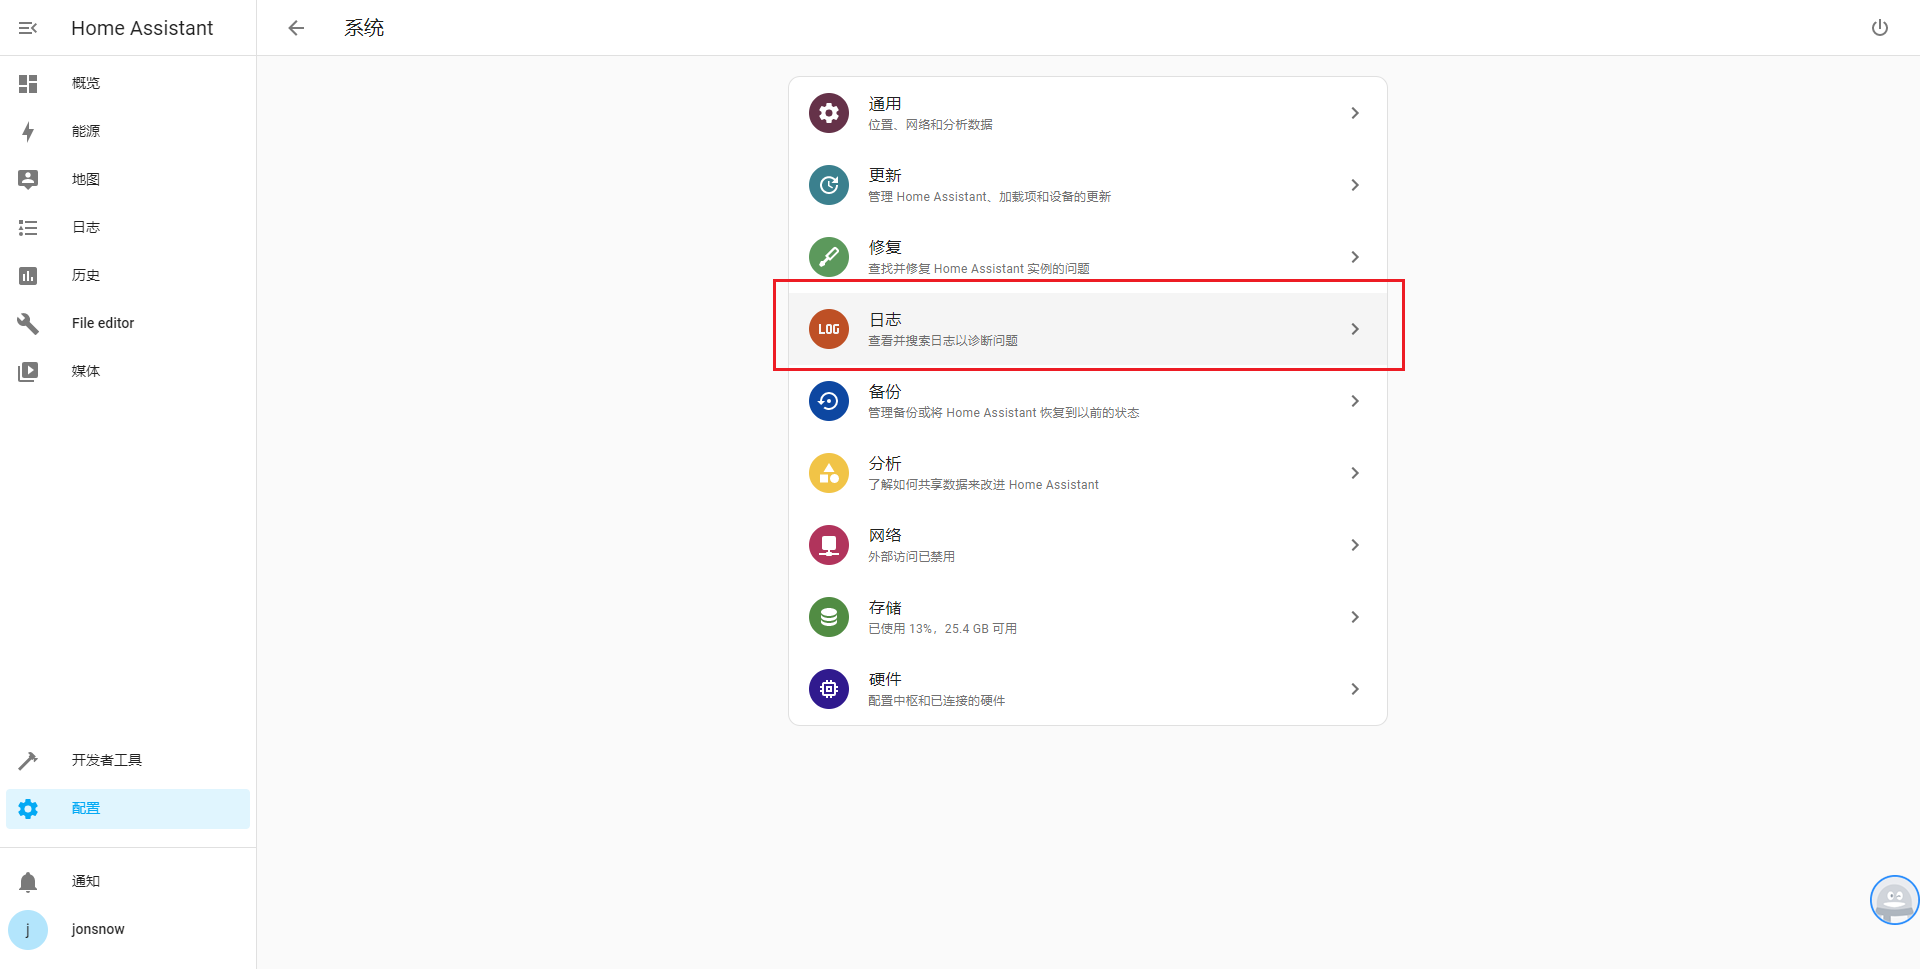 Home Assistant
系统
概览
能源
地图
日志
历史
File editor
媒体
开发者工具
配置
通知
j
jonsnow
通用
位置、网络和分析数据
更新
管理 Home Assistant、加载项和设备的更新
修复
查找并修复 Home Assistant 实例的问题
LOG
日志
查看并搜索日志以诊断问题
备份
管理备份或将 Home Assistant 恢复到以前的状态
分析
了解如何共享数据来改进 Home Assistant
网络
外部访问已禁用
存储
已使用 13%，25.4 GB 可用
硬件
配置中枢和已连接的硬件